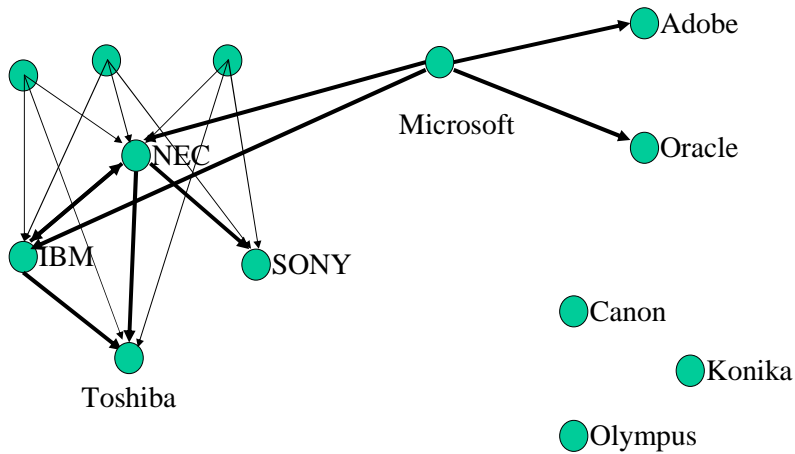 Adobe
Microsoft
Oracle
NEC
IBM
SONY
Canon
Konika
Toshiba
Olympus